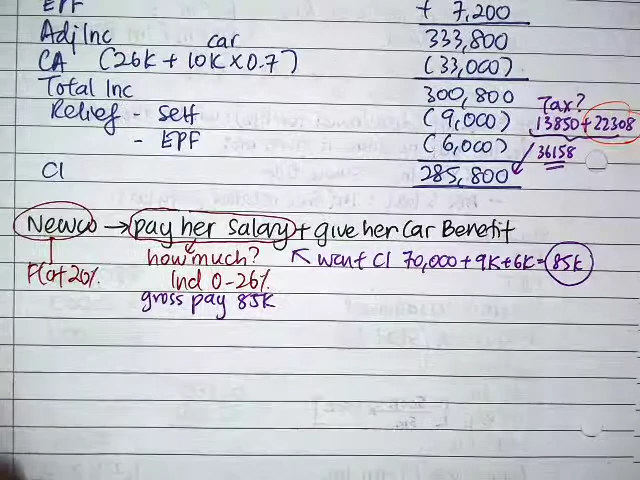 EPF + 7,200
Adj Inc 333,800
car
CA (26K + 10K x 0.7) (33,000)
Total Inc 300,800
Relief - Self (9,000)
- EPF (6,000)
CI 285,800
Tax?
13850 + 22308
36158
Newco → pay her salary + give her Car Benefit
Flat 20% how much? want CI 70,000 + 9K + 6K = 85K
Ind 0-26%
gross pay 85K